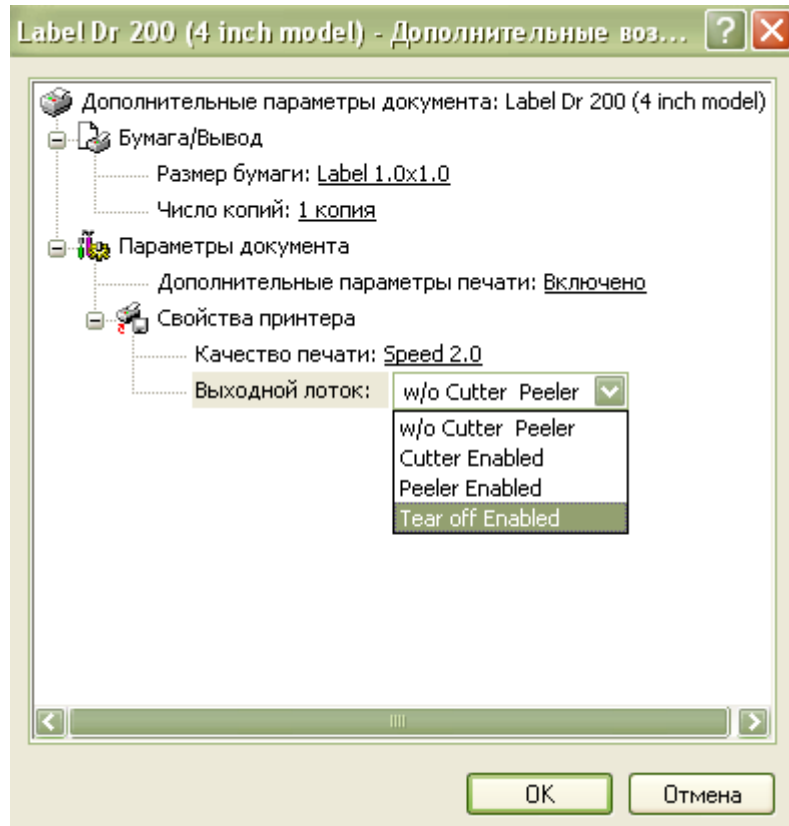 Label Dr 200 (4 inch model) - Дополнительные воз...
Дополнительные параметры документа: Label Dr 200 (4 inch model)
Бумага/Вывод
Размер бумаги: Label 1.0x1.0
Число копий: 1 копия
Параметры документа
Дополнительные параметры печати: Включено
Свойства принтера
Качество печати: Speed 2.0
Выходной лоток: w/o Cutter Peeler
w/o Cutter Peeler
Cutter Enabled
Peeler Enabled
Tear off Enabled
OK Отмена